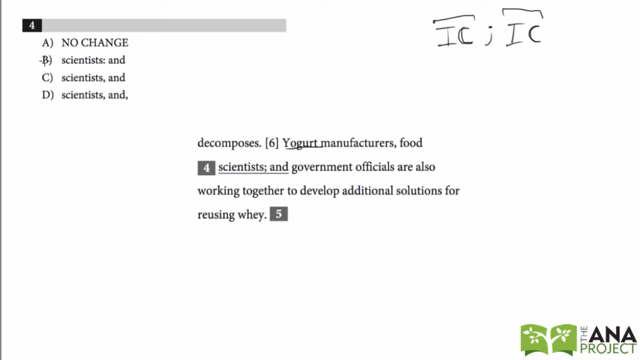 4
A) NO CHANGE
B) scientists: and
C) scientists, and
D) scientists, and,
IC ; IC
decomposes. [6] Yogurt manufacturers, food
4 scientists; and government officials are also
working together to develop additional solutions for
reusing whey. 5
THE ANA
PROJECT